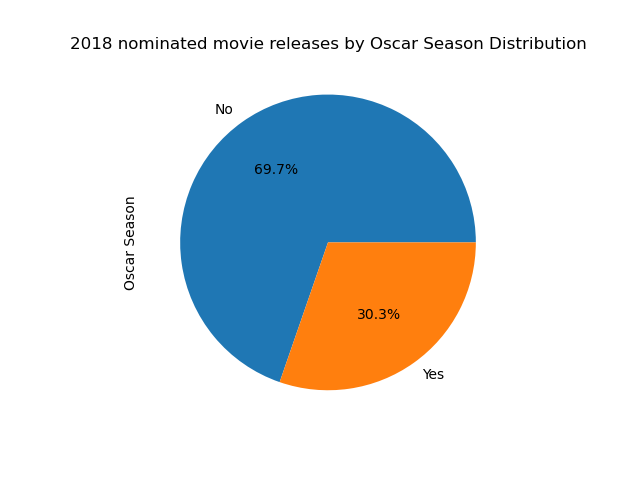 2018 nominated movie releases by Oscar Season Distribution
No
69.7%
Oscar Season
30.3%
Yes